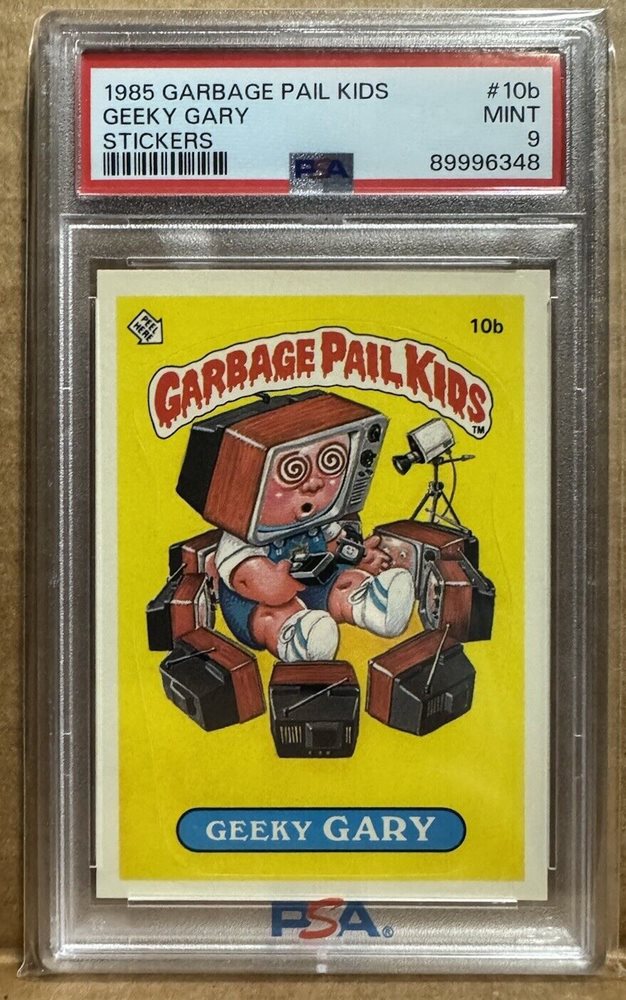 1985 GARBAGE PAIL KIDS #10b
GEEKY GARY MINT
STICKERS 9
PSA 89996348
PEEL
HERE
10b
GARBAGE PAIL KIDS
TM
GEEKY GARY
PSA®